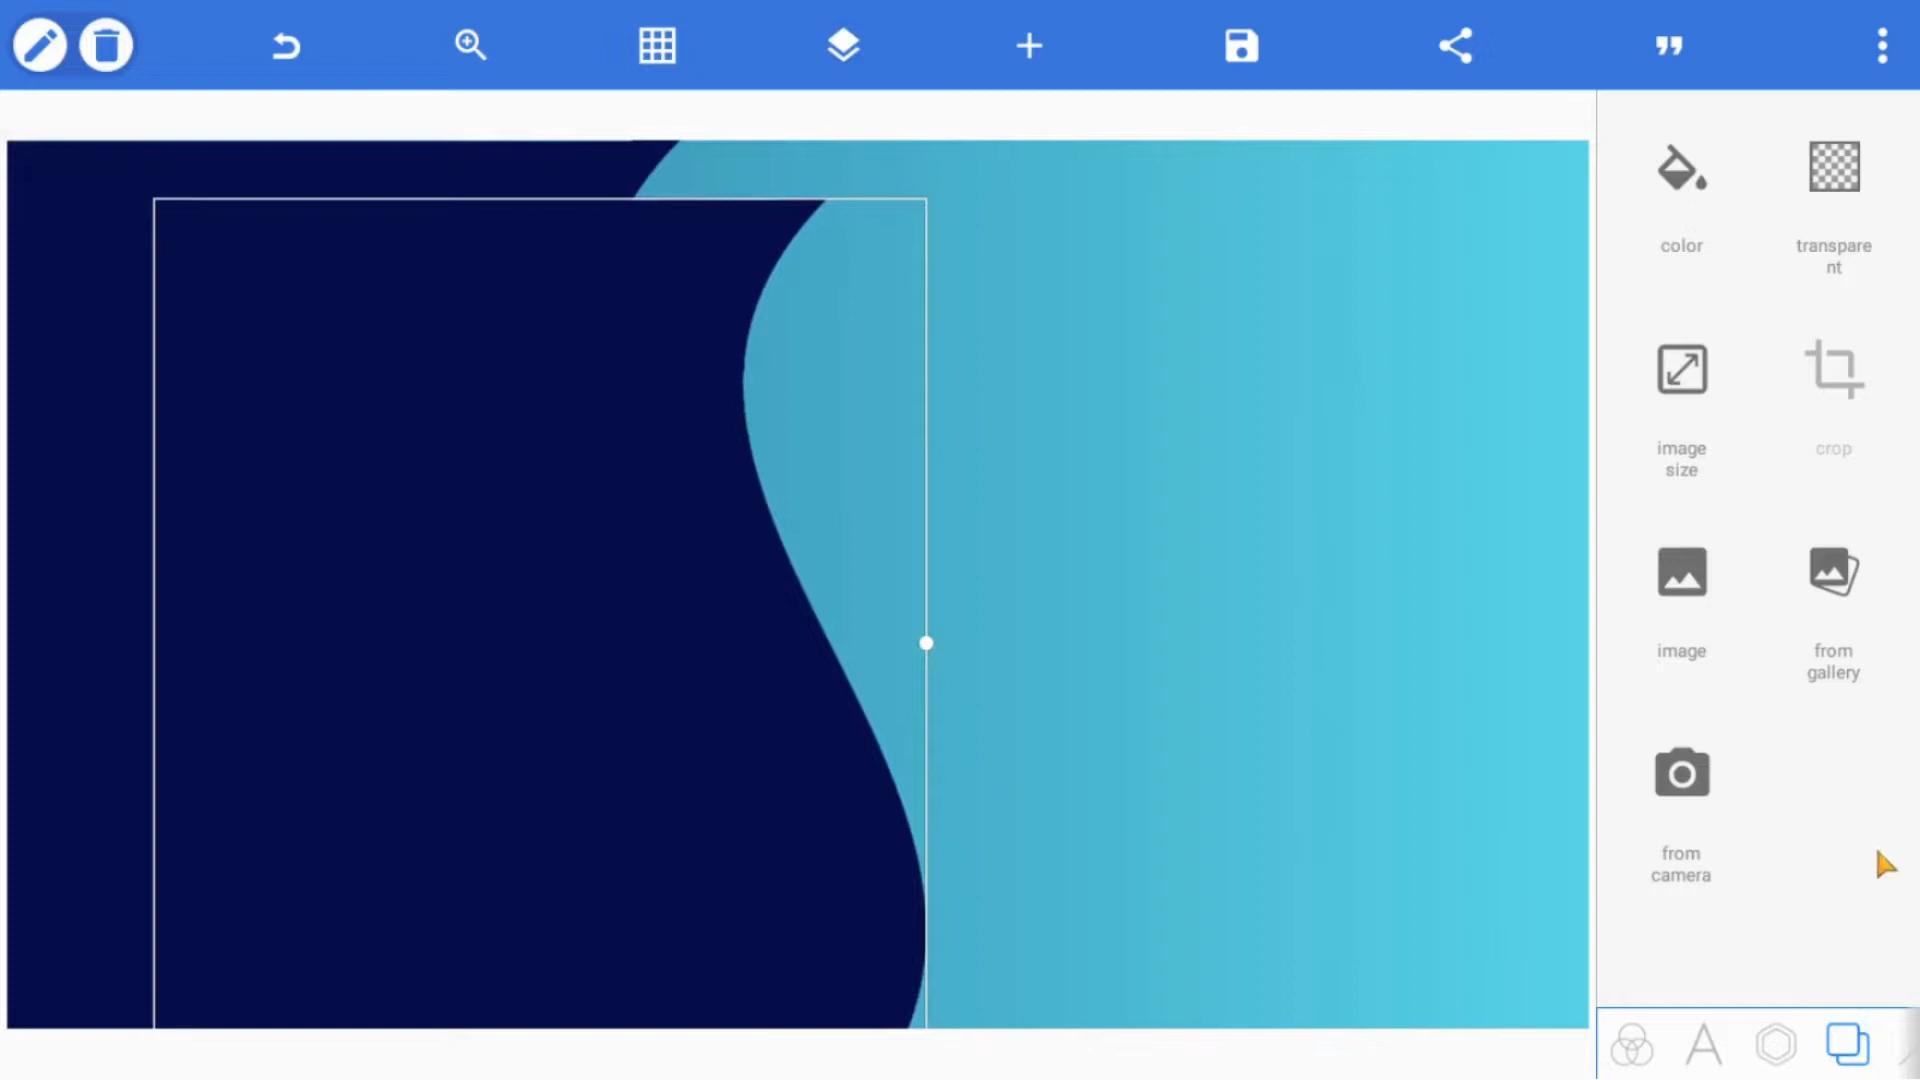 color
transpare
nt
image
size
crop
image
from
gallery
from
camera